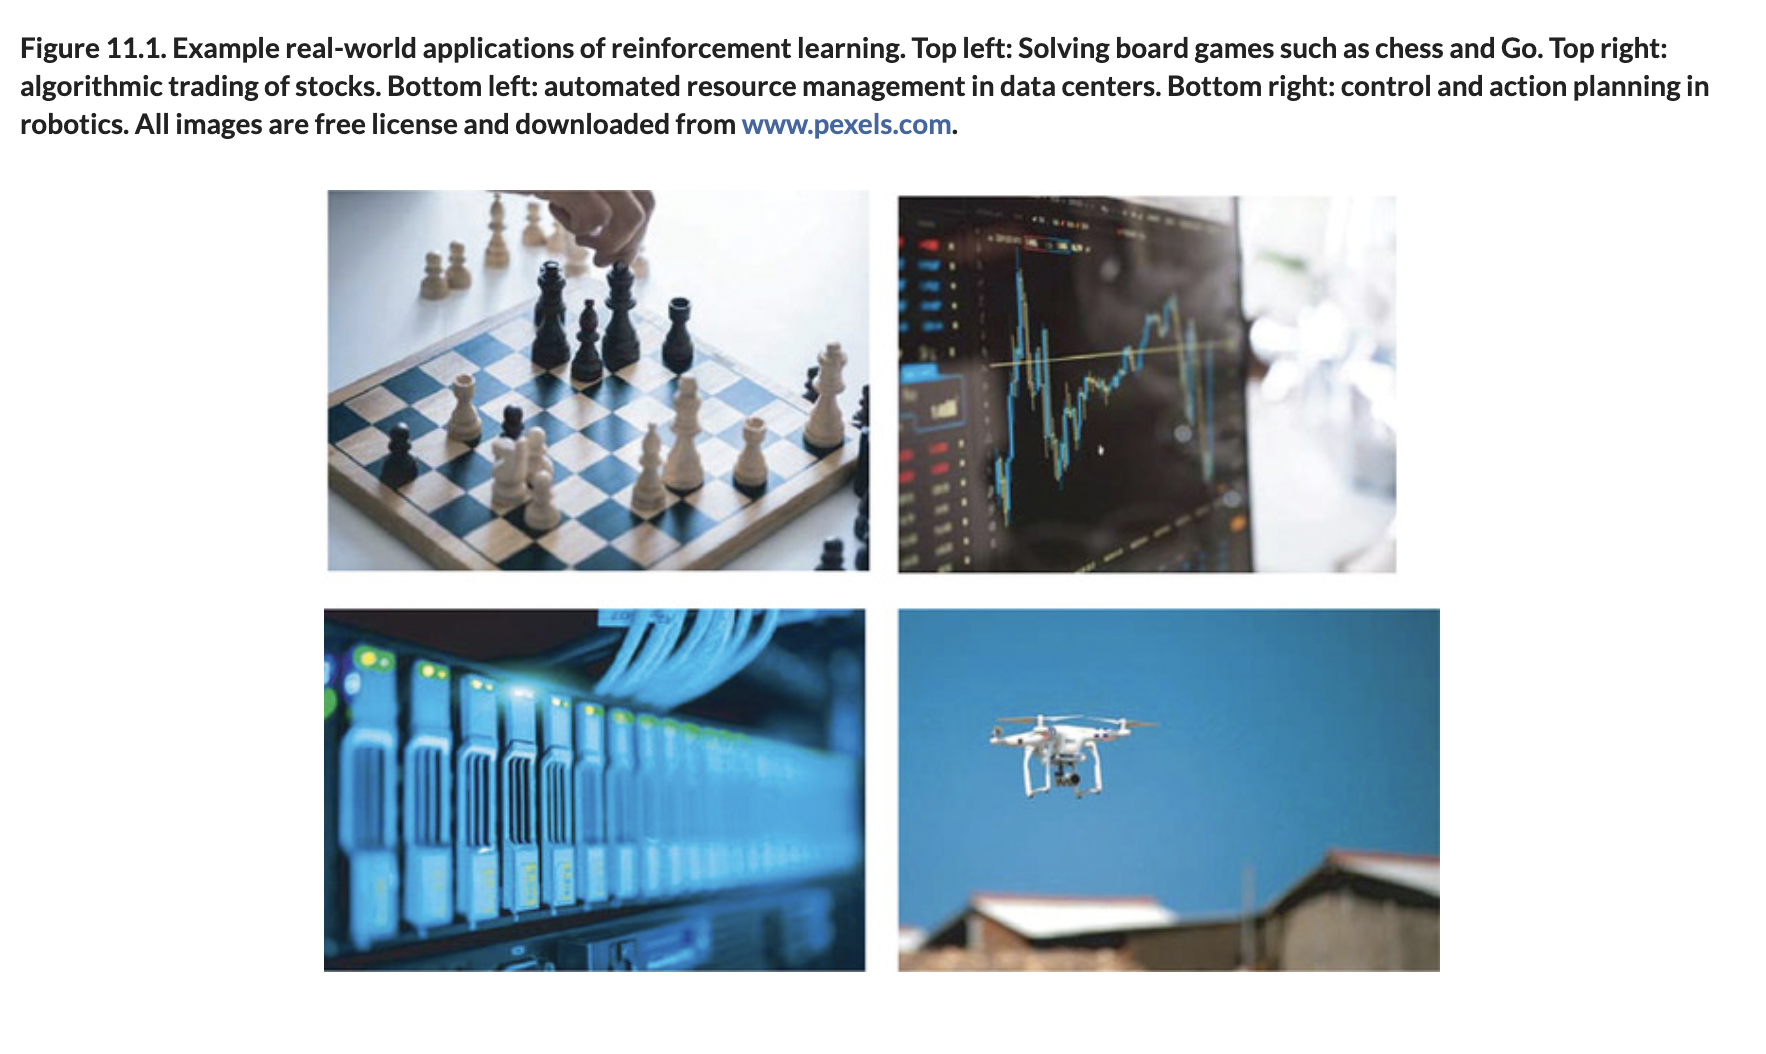 Figure 11.1. Example real-world applications of reinforcement learning. Top left: Solving board games such as chess and Go. Top right:
algorithmic trading of stocks. Bottom left: automated resource management in data centers. Bottom right: control and action planning in
robotics. All images are free license and downloaded from www.pexels.com.